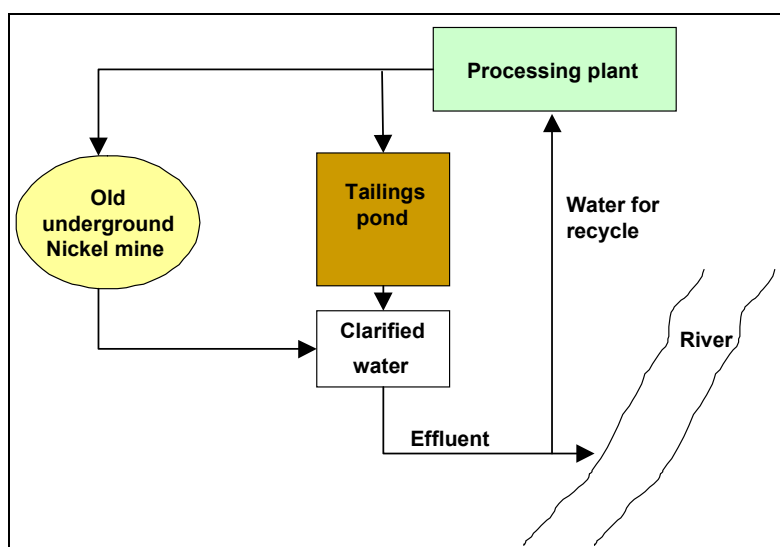 Processing plant
Old
underground
Nickel mine
Tailings
pond
Water for
recycle
Clarified
water
River
Effluent